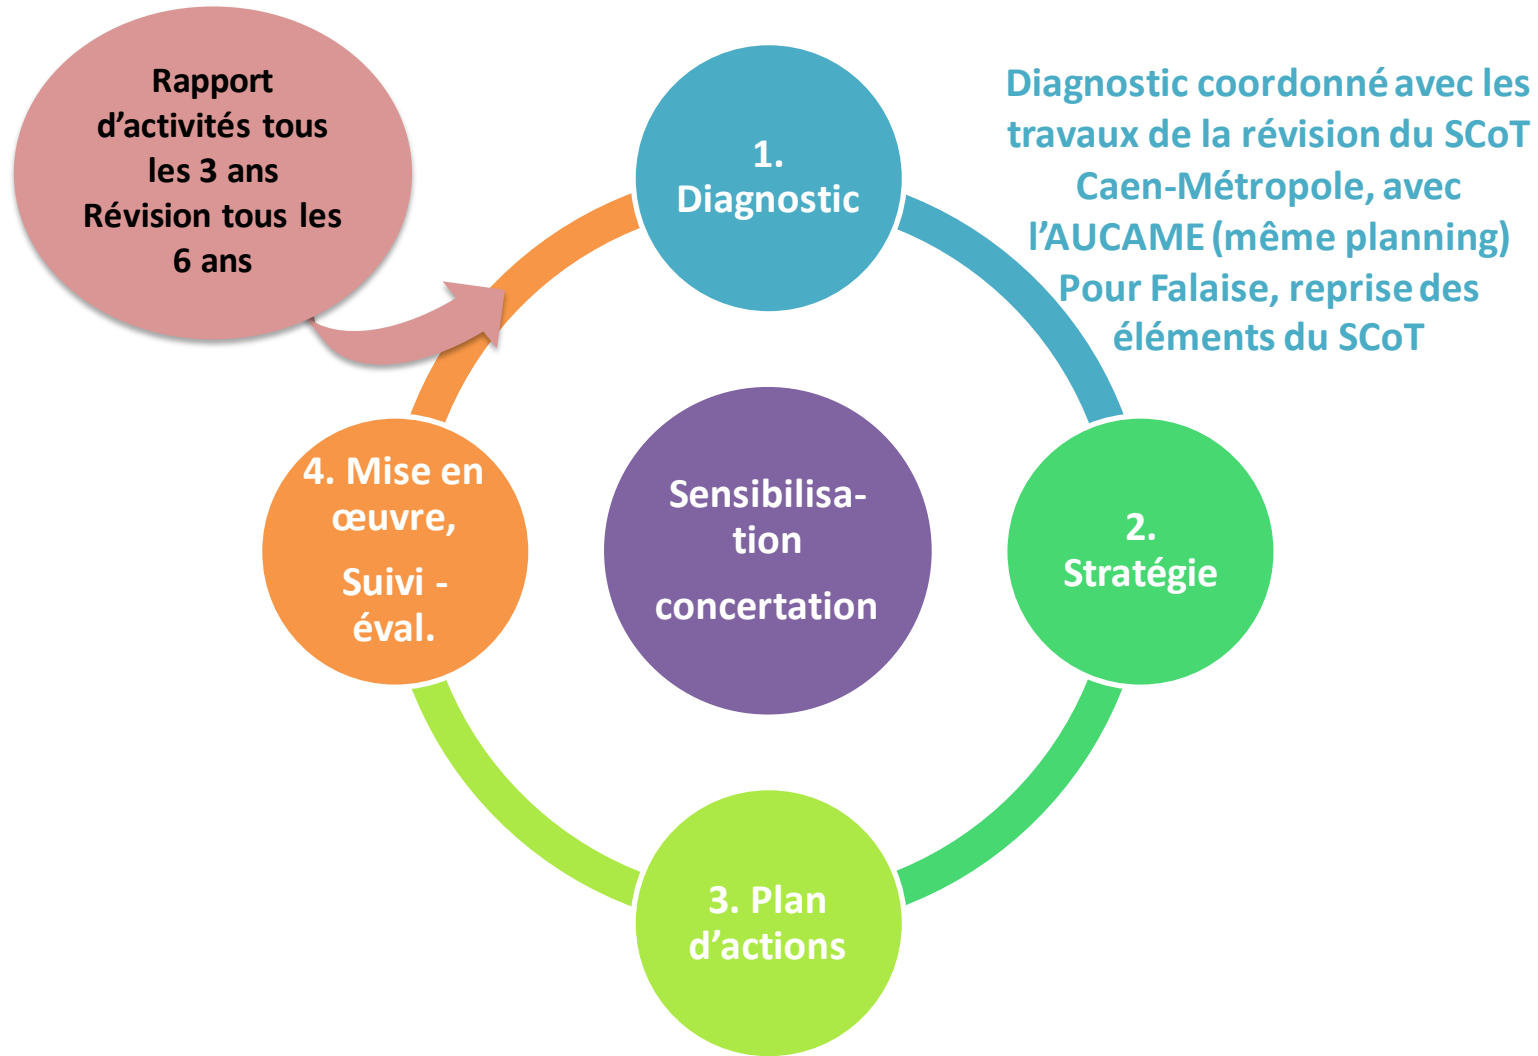 Rapport
d’activités tous
les 3 ans
Révision tous les
6 ans
1.
Diagnostic
Diagnostic coordonné avec les
travaux de la révision du SCoT
Caen-Métropole, avec
l’AUCAME (même planning)
Pour Falaise, reprise des
éléments du SCoT
2.
Stratégie
3. Plan
d’actions
4. Mise en
œuvre,
Suivi -
éval.
Sensibilisa-
tion
concertation